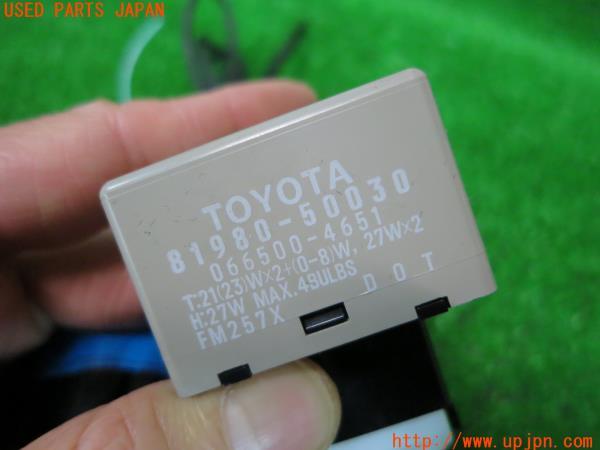 USED PARTS JAPAN
TOYOTA
81980-50030
066500-4651
T:21(23)W×2+(0-8)W, 27W×2
H:27W MAX.49ULBS
FM257X DOT
http://www.upjpn.com/